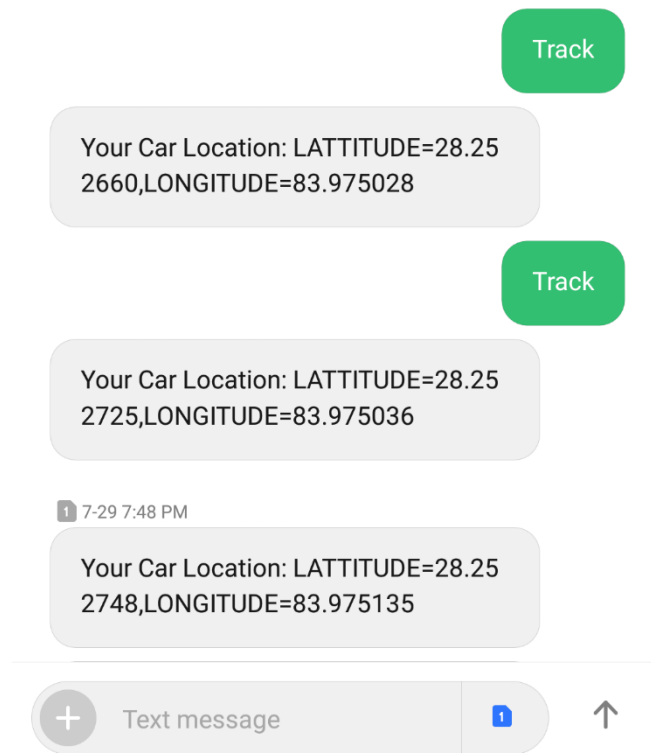 Track
Your Car Location: LATTITUDE=28.25
2660,LONGITUDE=83.975028
Track
Your Car Location: LATTITUDE=28.25
2725,LONGITUDE=83.975036
1 7-29 7:48 PM
Your Car Location: LATTITUDE=28.25
2748,LONGITUDE=83.975135
Text message
1